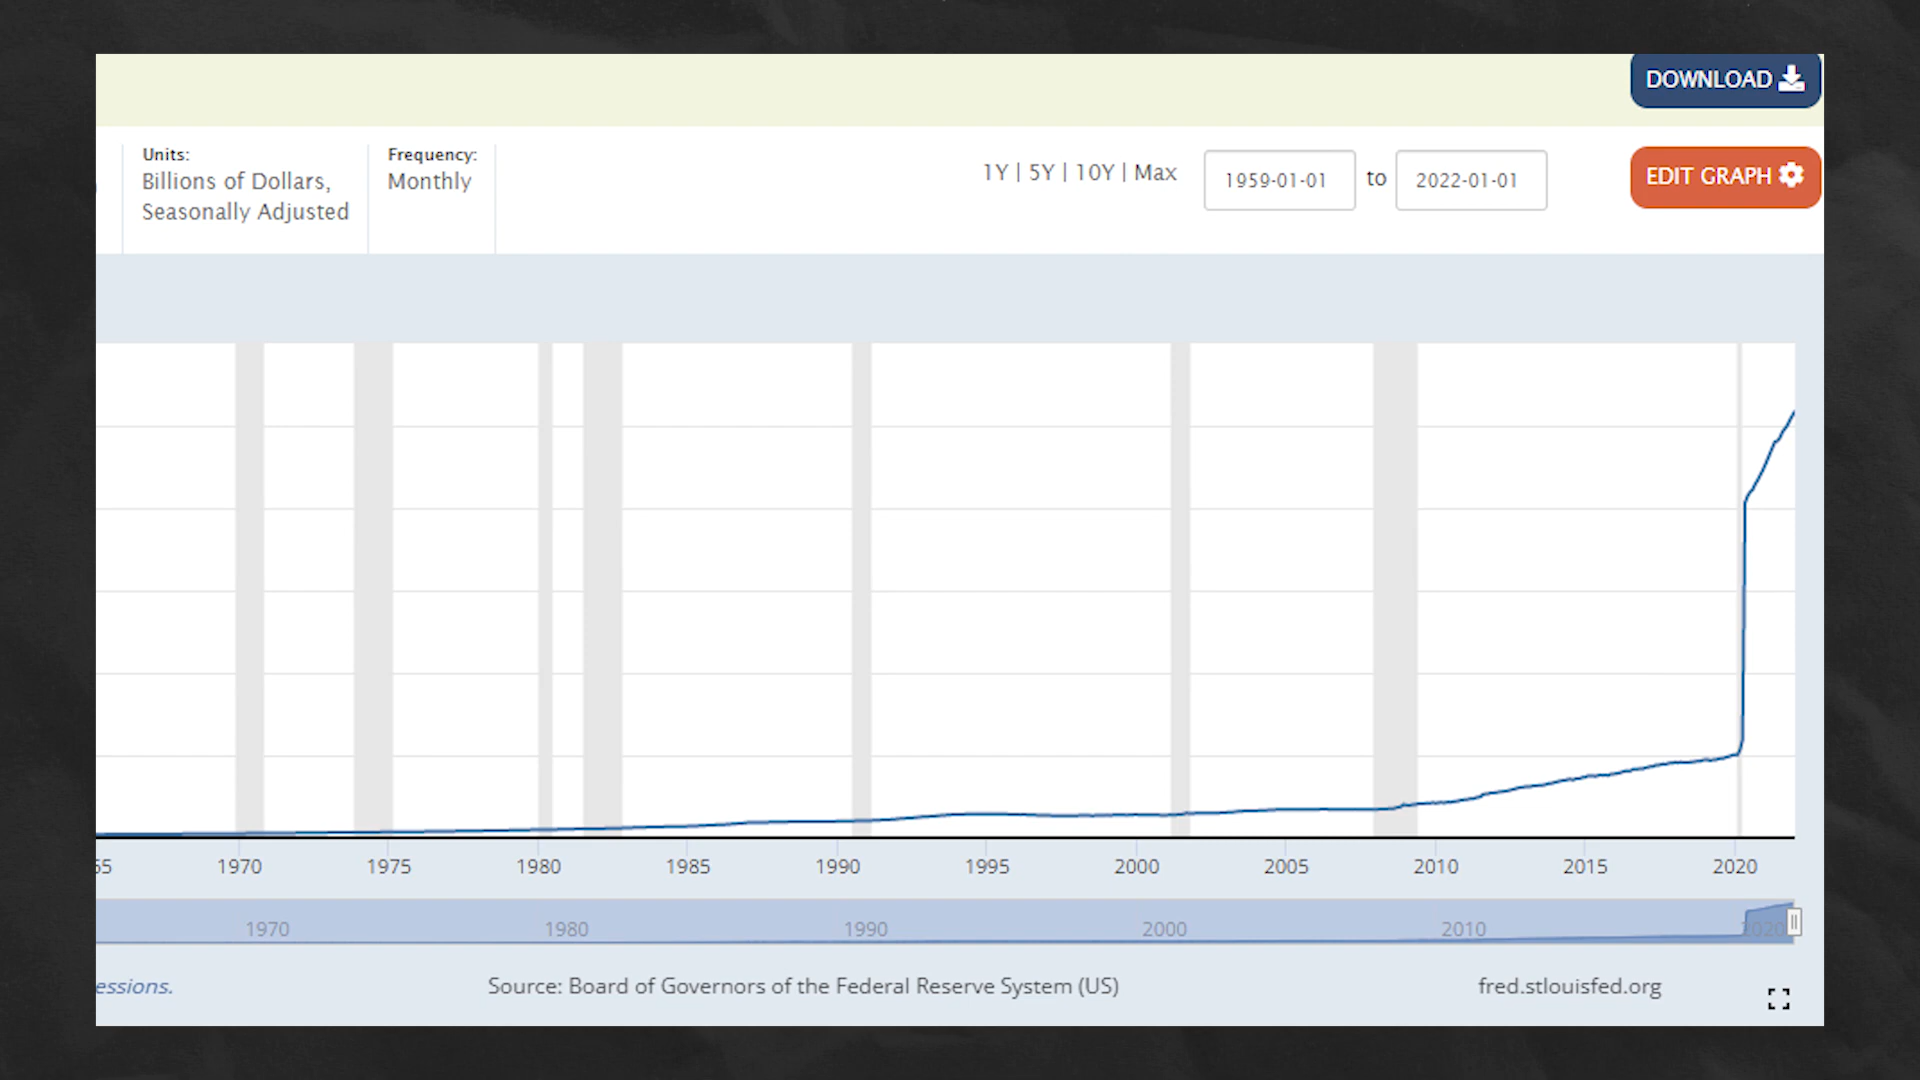 DOWNLOAD
Units:
Billions of Dollars,
Seasonally Adjusted
Frequency:
Monthly
1Y | 5Y | 10Y | Max
1959-01-01 to 2022-01-01
EDIT GRAPH
55 1970 1975 1980 1985 1990 1995 2000 2005 2010 2015 2020
1970 1980 1990 2000 2010 2020
essions.
Source: Board of Governors of the Federal Reserve System (US)
fred.stlouisfed.org